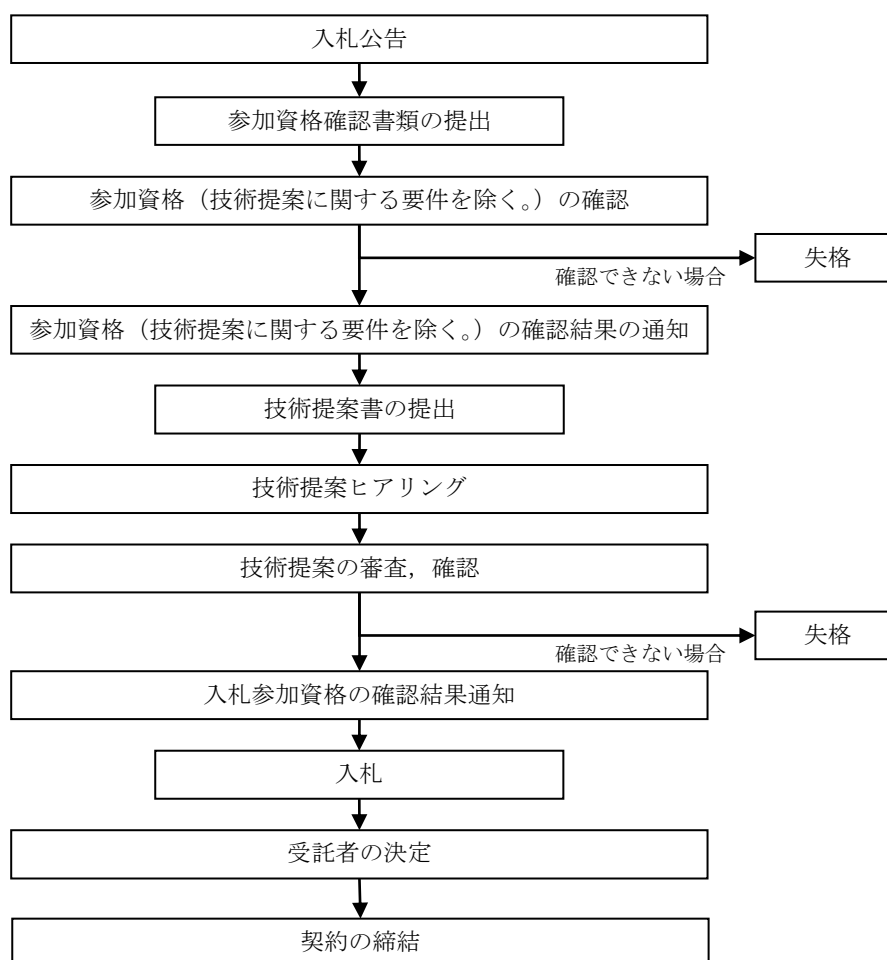 入札公告
参加資格確認書類の提出
参加資格（技術提案に関する要件を除く。）の確認
失格
確認できない場合
参加資格（技術提案に関する要件を除く。）の確認結果の通知
技術提案書の提出
技術提案ヒアリング
技術提案の審査，確認
失格
確認できない場合
入札参加資格の確認結果通知
入札
受託者の決定
契約の締結